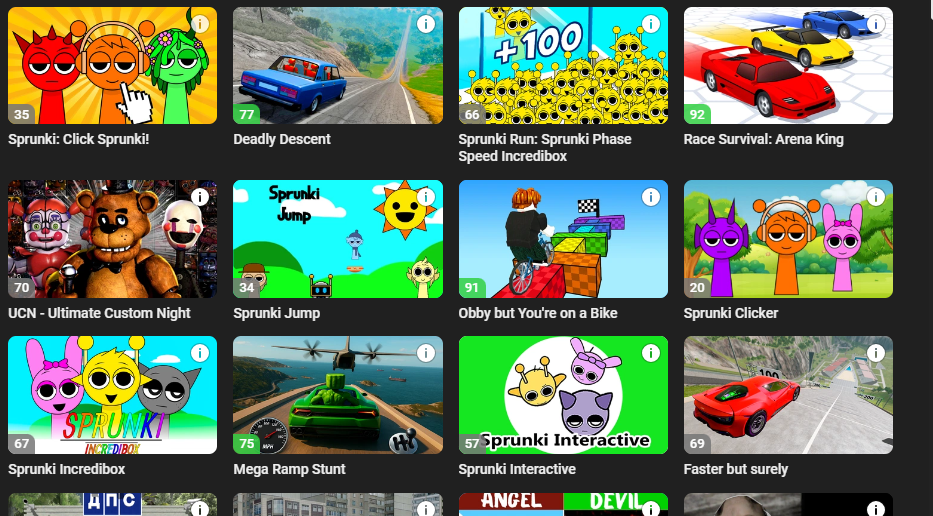 35
77
+100
66
92
Sprunki: Click Sprunki!
Deadly Descent
Sprunki Run: Sprunki Phase
Speed Incredibox
Race Survival: Arena King
Sprunki
Jump
70
34
91
20
UCN - Ultimate Custom Night
Sprunki Jump
Obby but You're on a Bike
Sprunki Clicker
SPRUNKI
INCREDIBOX
67
MPH
75
Sprunki Interactive
57
100
200
69
Sprunki Incredibox
Mega Ramp Stunt
Sprunki Interactive
Faster but surely
ДПС
ANGEL
DEVIL